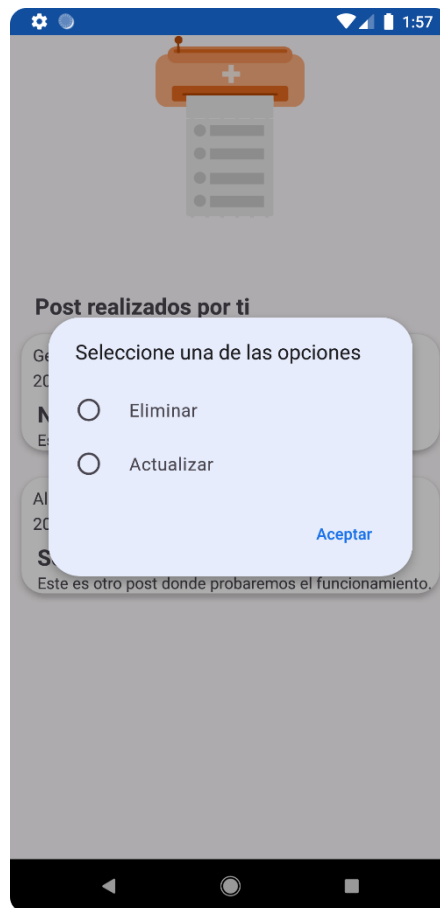 1:57
Post realizados por ti
Seleccione una de las opciones
Eliminar
Actualizar
Aceptar
Este es otro post donde probaremos el funcionamiento.